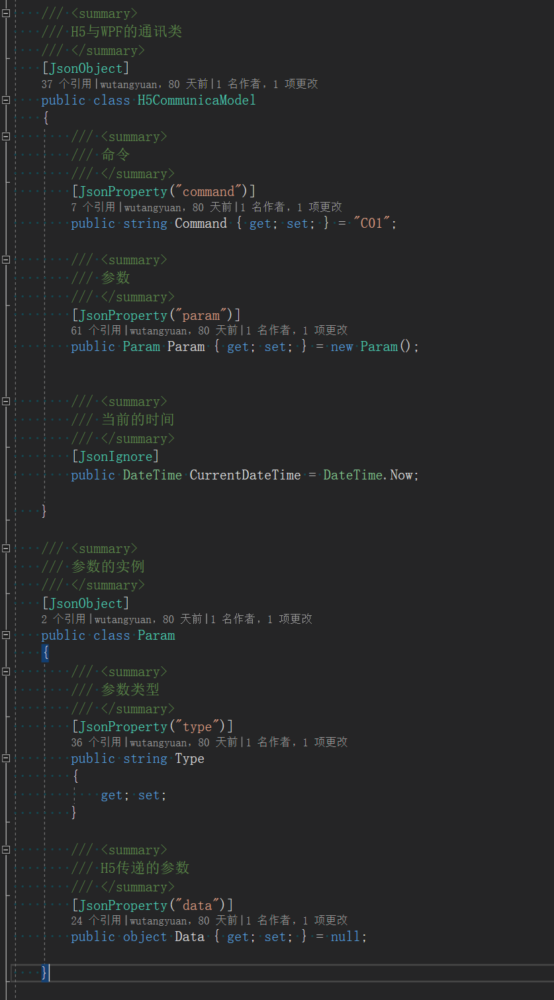 /// <summary>
/// H5与WPF的通讯类
/// </summary>
[JsonObject]
37 个引用|wutangyuan，80 天前|1 名作者，1 项更改
public class H5CommunicaModel
{
/// <summary>
/// 命令
/// </summary>
[JsonProperty("command")]
7 个引用|wutangyuan，80 天前|1 名作者，1 项更改
public string Command { get; set; } = "C01";
/// <summary>
/// 参数
/// </summary>
[JsonProperty("param")]
61 个引用|wutangyuan，80 天前|1 名作者，1 项更改
public Param Param { get; set; } = new Param();
/// <summary>
/// 当前的时间
/// </summary>
[JsonIgnore]
public DateTime CurrentDateTime = DateTime.Now;
}
/// <summary>
/// 参数的实例
/// </summary>
[JsonObject]
2 个引用|wutangyuan，80 天前|1 名作者，1 项更改
public class Param
{
/// <summary>
/// 参数类型
/// </summary>
[JsonProperty("type")]
36 个引用|wutangyuan，80 天前|1 名作者，1 项更改
public string Type
{
get; set;
}
/// <summary>
/// H5传递的参数
/// </summary>
[JsonProperty("data")]
24 个引用|wutangyuan，80 天前|1 名作者，1 项更改
public object Data { get; set; } = null;
}